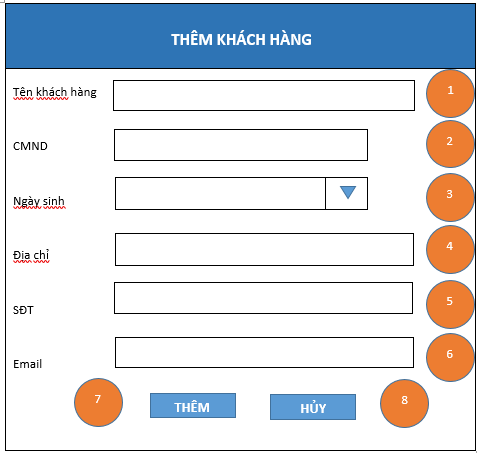 THÊM KHÁCH HÀNG
Tên khách hàng
1
CMND
2
Ngày sinh
3
Địa chỉ
4
SĐT
5
Email
6
7
THÊM
HỦY
8